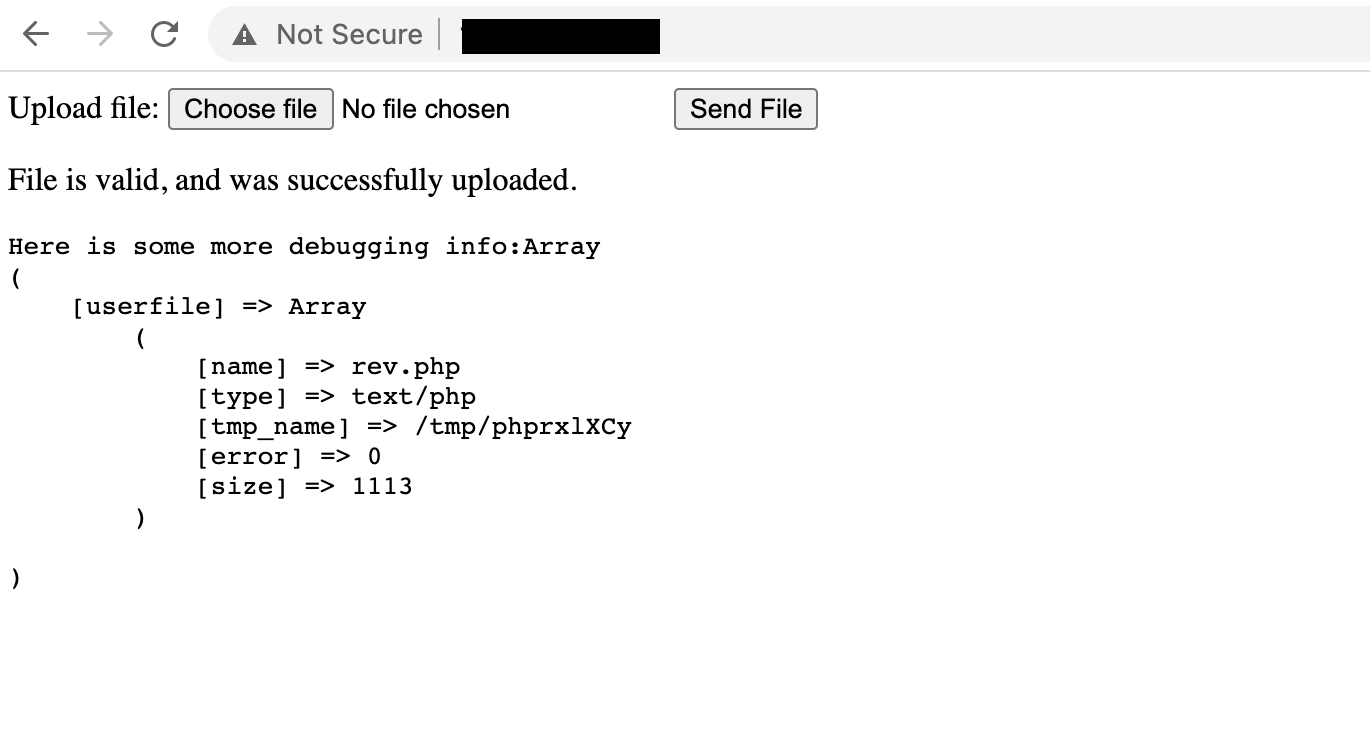 Not Secure
Upload file: Choose file No file chosen Send File
File is valid, and was successfully uploaded.
Here is some more debugging info:Array
(
    [userfile] => Array
        (
            [name] => rev.php
            [type] => text/php
            [tmp_name] => /tmp/phprxlXCy
            [error] => 0
            [size] => 1113
        )
)